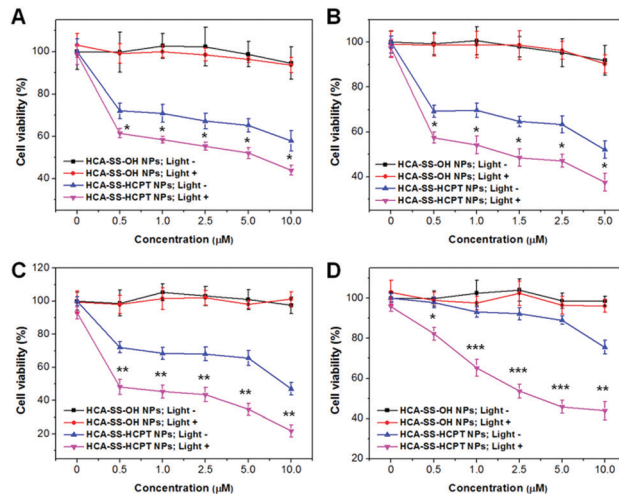 A
Cell viability (%)
100
80
60
40
* * * * *
HCA-SS-OH NPs; Light -
HCA-SS-OH NPs; Light +
HCA-SS-HCPT NPs; Light -
HCA-SS-HCPT NPs; Light +
0 0.5 1.0 2.5 5.0 10.0
Concentration (μM)
B
Cell viability (%)
100
80
60
40
* * * * *
HCA-SS-OH NPs; Light -
HCA-SS-OH NPs; Light +
HCA-SS-HCPT NPs; Light -
HCA-SS-HCPT NPs; Light +
0 0.5 1.0 1.5 2.5 5.0
Concentration (μM)
C
Cell viability (%)
120
100
80
60
40
20
** ** ** ** **
HCA-SS-OH NPs; Light -
HCA-SS-OH NPs; Light +
HCA-SS-HCPT NPs; Light -
HCA-SS-HCPT NPs; Light +
0 0.5 1.0 2.5 5.0 10.0
Concentration (μM)
D
Cell viability (%)
100
80
60
40
20
* *** *** *** **
HCA-SS-OH NPs; Light -
HCA-SS-OH NPs; Light +
HCA-SS-HCPT NPs; Light -
HCA-SS-HCPT NPs; Light +
0 0.5 1.0 2.5 5.0 10.0
Concentration (μM)